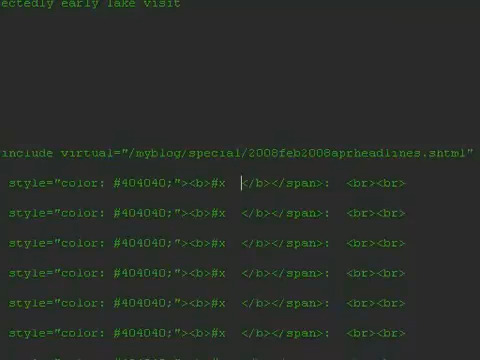 ectedly early lake visit
include virtual="/myblog/special/2008feb2008aprheadlines.shtml"
style="color: #404040;"><b>#x </b></span>: <br><br>
style="color: #404040;"><b>#x </b></span>: <br><br>
style="color: #404040;"><b>#x </b></span>: <br><br>
style="color: #404040;"><b>#x </b></span>: <br><br>
style="color: #404040;"><b>#x </b></span>: <br><br>
style="color: #404040;"><b>#x </b></span>: <br><br>